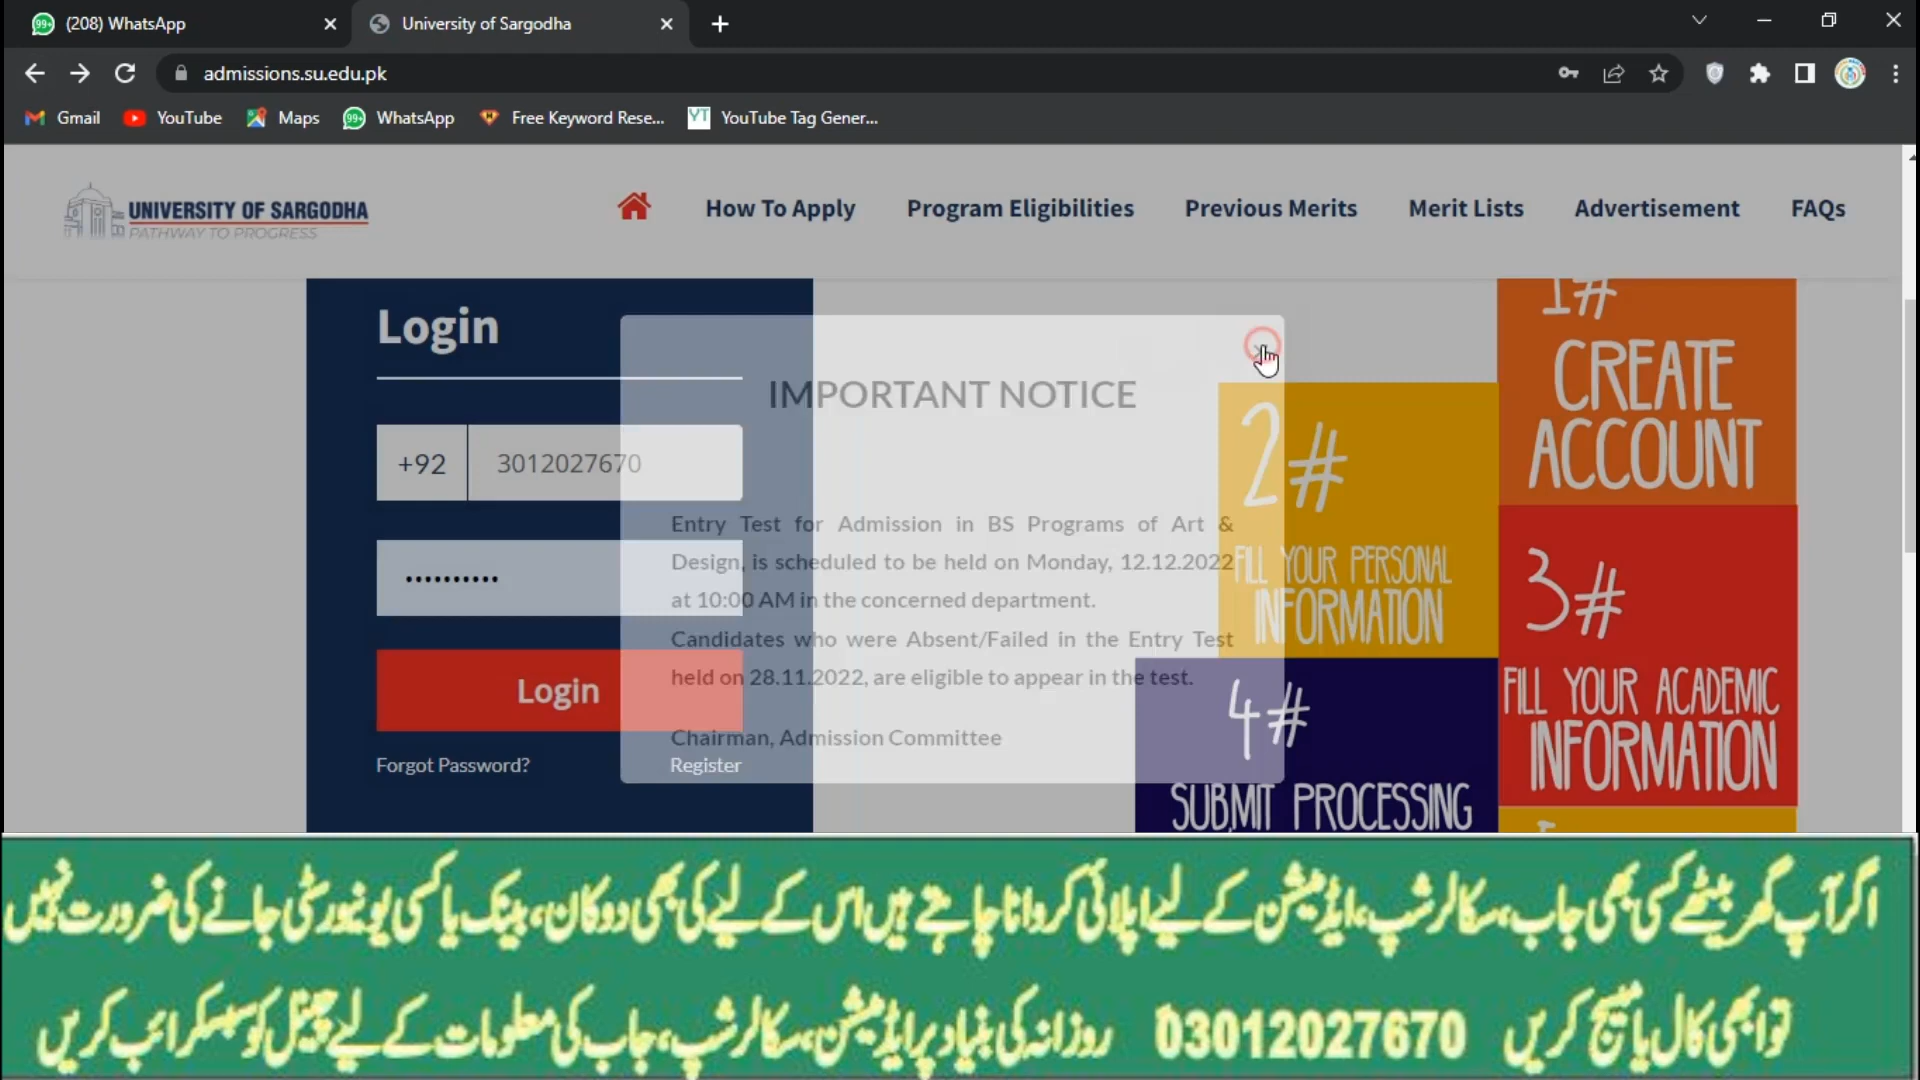 (208) WhatsApp
University of Sargodha
admissions.su.edu.pk
Gmail
YouTube
Maps
WhatsApp
Free Keyword Rese...
YouTube Tag Gener...
UNIVERSITY OF SARGODHA
PATHWAY TO PROGRESS
How To Apply
Program Eligibilities
Previous Merits
Merit Lists
Advertisement
FAQs
Login
+92 3012027670
••••••••••
Login
Forgot Password?
Register
IMPORTANT NOTICE
Entry Test for Admission in BS Programs of Art &
Design, is scheduled to be held on Monday, 12.12.2022
at 10:00 AM in the concerned department.
Candidates who were Absent/Failed in the Entry Test
held on 28.11.2022, are eligible to appear in the test.
Chairman, Admission Committee
1#
CREATE
ACCOUNT
2#
FILL YOUR PERSONAL
INFORMATION
3#
FILL YOUR ACADEMIC
INFORMATION
4#
SUBMIT PROCESSING
اگر آپ گھر بیٹھے کسی بھی جاب، سکالرشپ، ایڈمیشن کے لیے اپلائی کروانا چاہتے ہیں اس کے لیے کی بھی دوکان، بینک یا کسی یونیورسٹی جانے کی ضرورت نہیں
تو ابھی کال یا میسج کریں 03012027670 روزانہ کی بنیاد پر ایڈمیشن، سکالرشپ، جاب کی معلومات کے لیے چینل کو سبسکرائب کریں